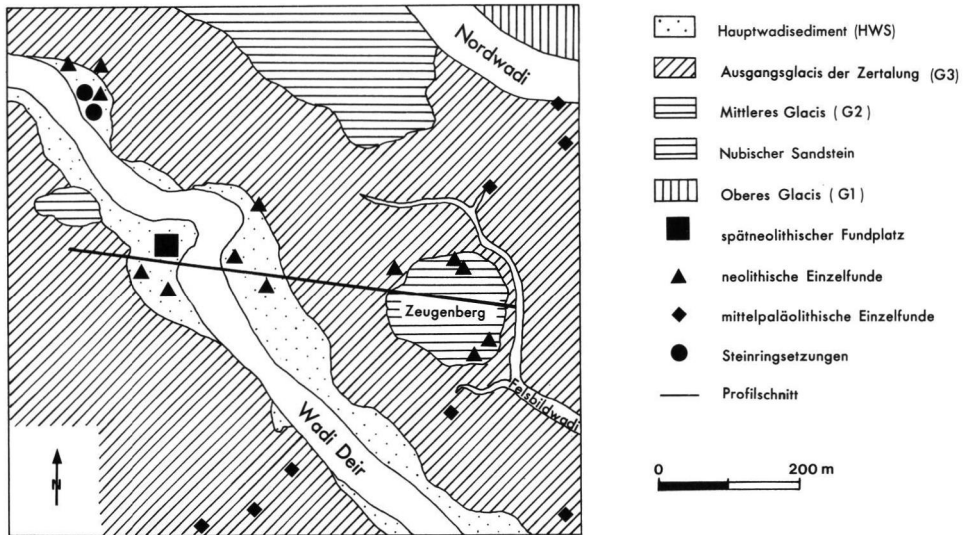 Nordwadi
Zeugenberg
Felsbildwadi
Wadi Deir
N
Hauptwadisediment (HWS)
Ausgangsglacis der Zertalung (G3)
Mittleres Glacis (G2)
Nubischer Sandstein
Oberes Glacis (G1)
spätneolithischer Fundplatz
neolithische Einzelfunde
mittelpaläolithische Einzelfunde
Steinringsetzungen
Profilschnitt
0 200 m